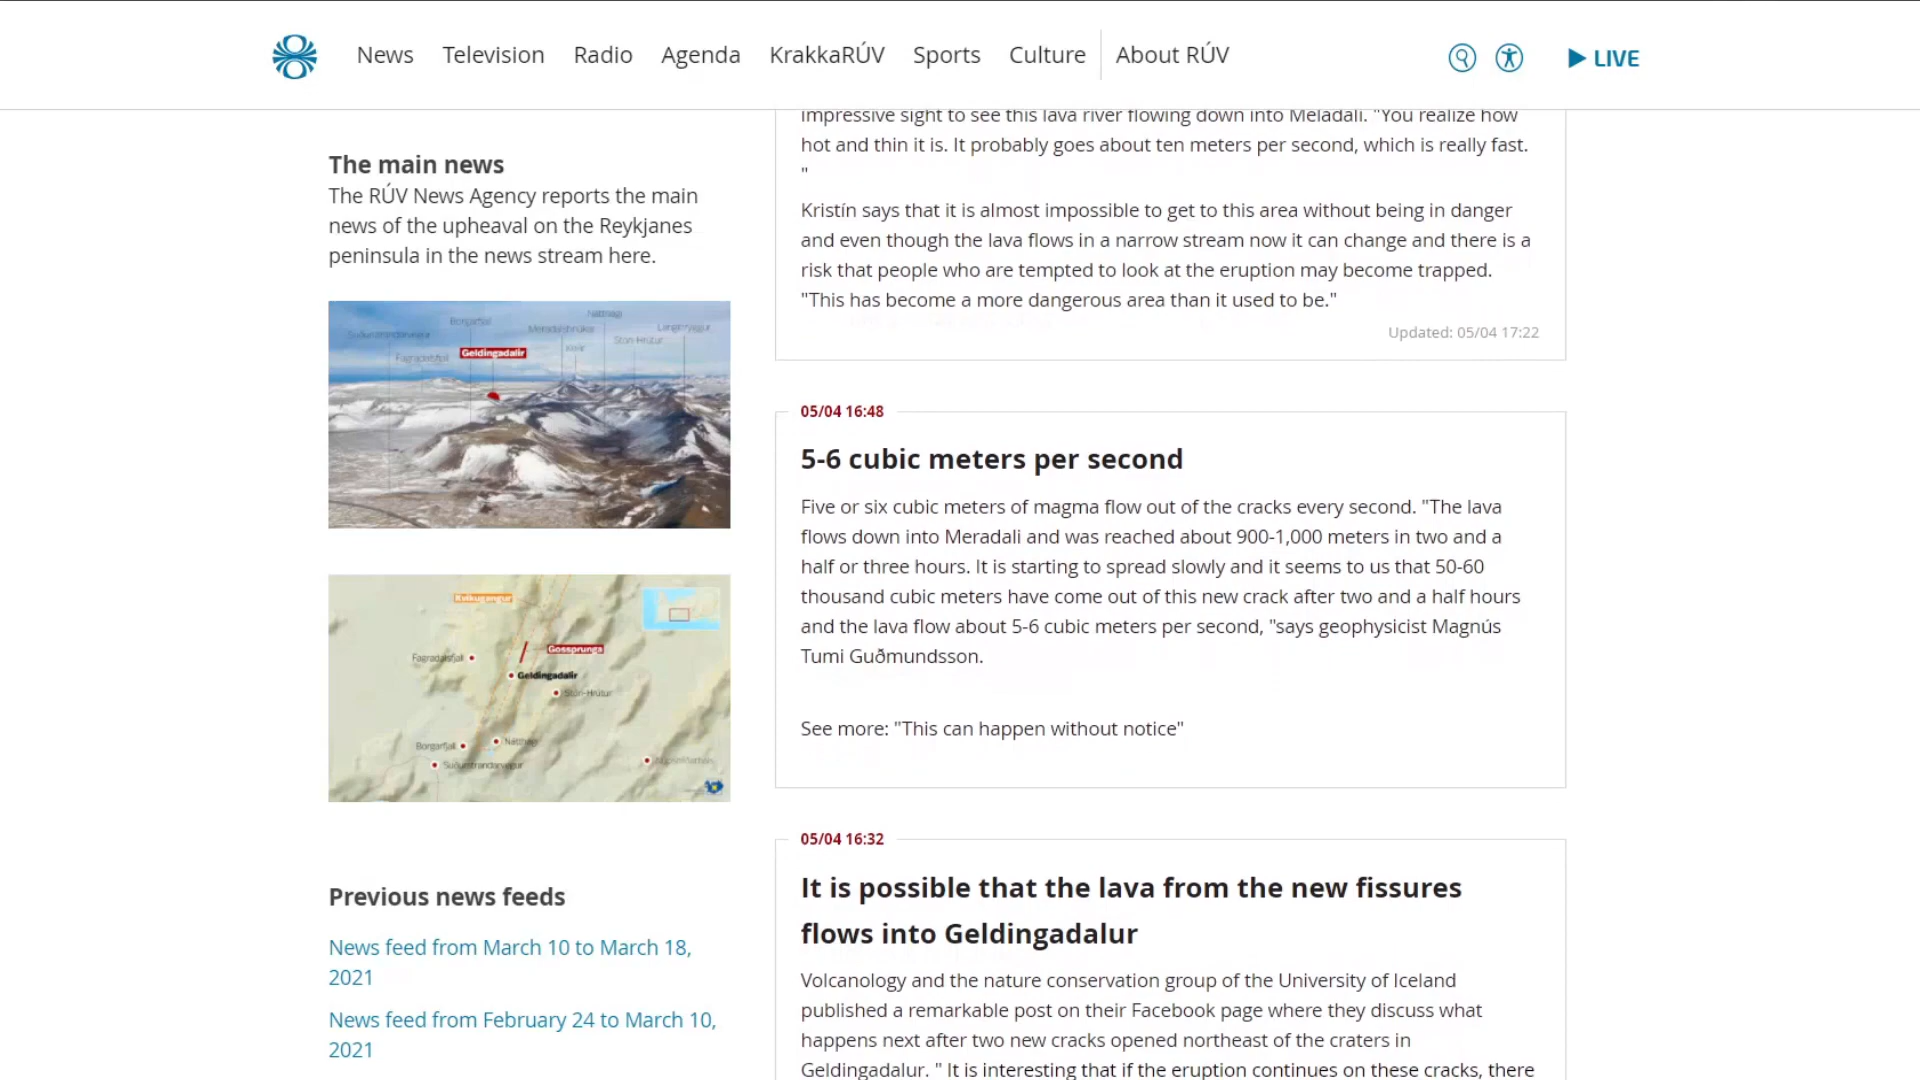 News Television Radio Agenda KrakkaRÚV Sports Culture About RÚV LIVE
The main news
The RÚV News Agency reports the main
news of the upheaval on the Reykjanes
peninsula in the news stream here.
Borgarfjall
Geldingadalir
Fagradalsfjall
Stóri-Hrútur
Kvikugangur
Fagradalsfjall
Gossprunga
Geldingadalir
Stóri-Hrútur
Borgarfjall
Nátthagi
Suðurstrandarvegur
Previous news feeds
News feed from March 10 to March 18,
2021
News feed from February 24 to March 10,
2021
impressive sight to see this lava river flowing down into Meladali. "You realize how
hot and thin it is. It probably goes about ten meters per second, which is really fast.
"
Kristín says that it is almost impossible to get to this area without being in danger
and even though the lava flows in a narrow stream now it can change and there is a
risk that people who are tempted to look at the eruption may become trapped.
"This has become a more dangerous area than it used to be."
Updated: 05/04 17:22
05/04 16:48
5-6 cubic meters per second
Five or six cubic meters of magma flow out of the cracks every second. "The lava
flows down into Meradali and was reached about 900-1,000 meters in two and a
half or three hours. It is starting to spread slowly and it seems to us that 50-60
thousand cubic meters have come out of this new crack after two and a half hours
and the lava flow about 5-6 cubic meters per second, "says geophysicist Magnús
Tumi Guðmundsson.
See more: "This can happen without notice"
05/04 16:32
It is possible that the lava from the new fissures
flows into Geldingadalur
Volcanology and the nature conservation group of the University of Iceland
published a remarkable post on their Facebook page where they discuss what
happens next after two new cracks opened northeast of the craters in
Geldingadalur. " It is interesting that if the eruption continues on these cracks, there